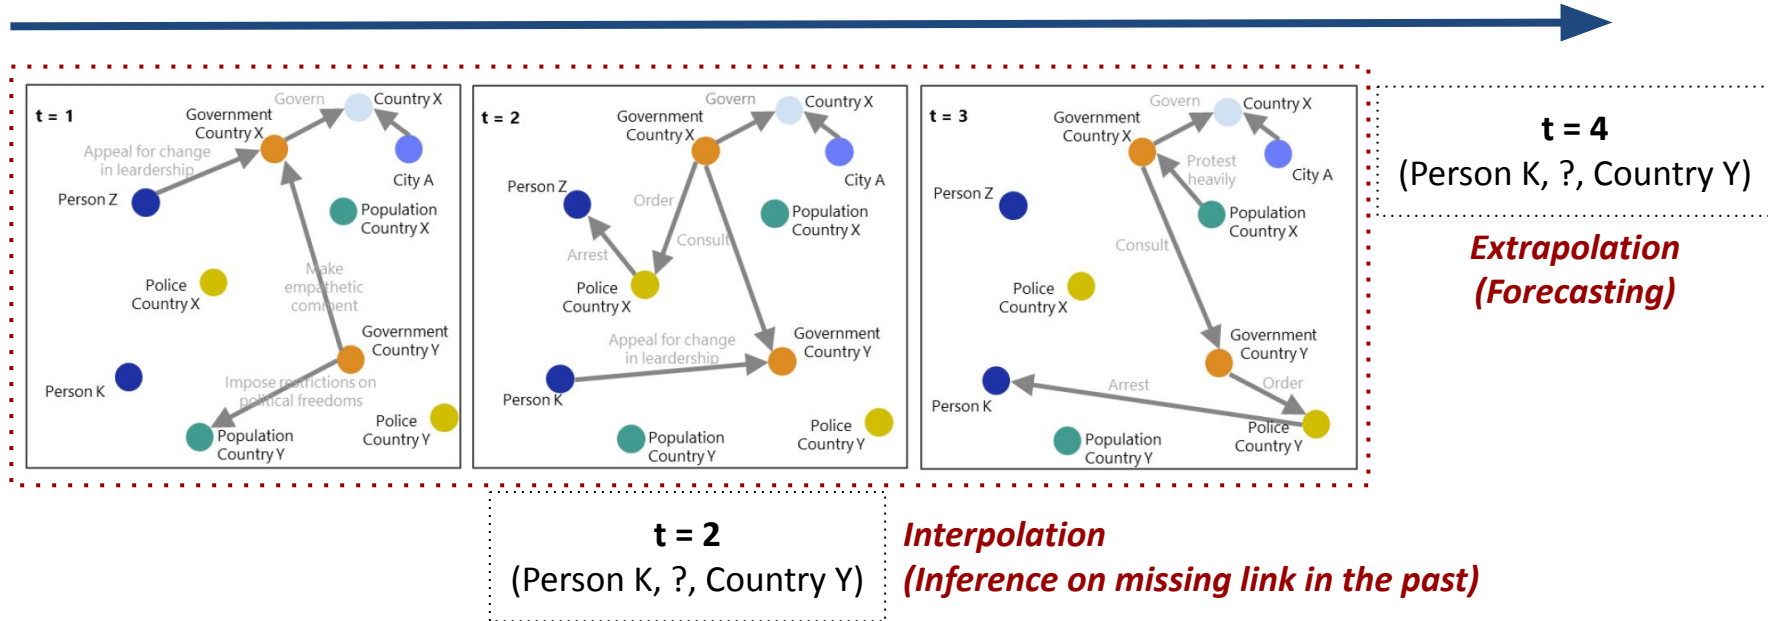 t = 1
Govern
Country X
Government
Country X
Appeal for change
in leardership
City A
Person Z
Population
Country X
Police
Country X
Make
empathetic
comment
Government
Country Y
Person K
Impose restrictions on
political freedoms
Population
Country Y
Police
Country Y
t = 2
Govern
Country X
Government
Country X
City A
Person Z
Order
Population
Country X
Consult
Arrest
Police
Country X
Appeal for change
in leardership
Government
Country Y
Person K
Population
Country Y
Police
Country Y
t = 3
Govern
Country X
Government
Country X
Protest
heavily
City A
Person Z
Population
Country X
Consult
Police
Country X
Government
Country Y
Arrest
Order
Person K
Population
Country Y
Police
Country Y
t = 4
(Person K, ?, Country Y)
Extrapolation
(Forecasting)
t = 2
(Person K, ?, Country Y)
Interpolation
(Inference on missing link in the past)